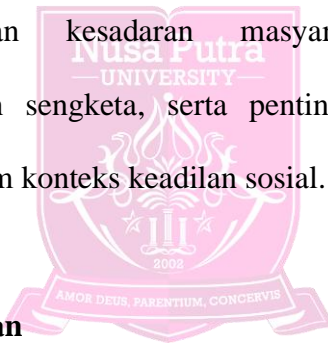 an kesadaran masyar
Nusa Putra
UNIVERSITY
n sengketa, serta pentin
m konteks keadilan sosial.
2002
AMOR DEUS, PARENTIUM, CONCERVIS
an